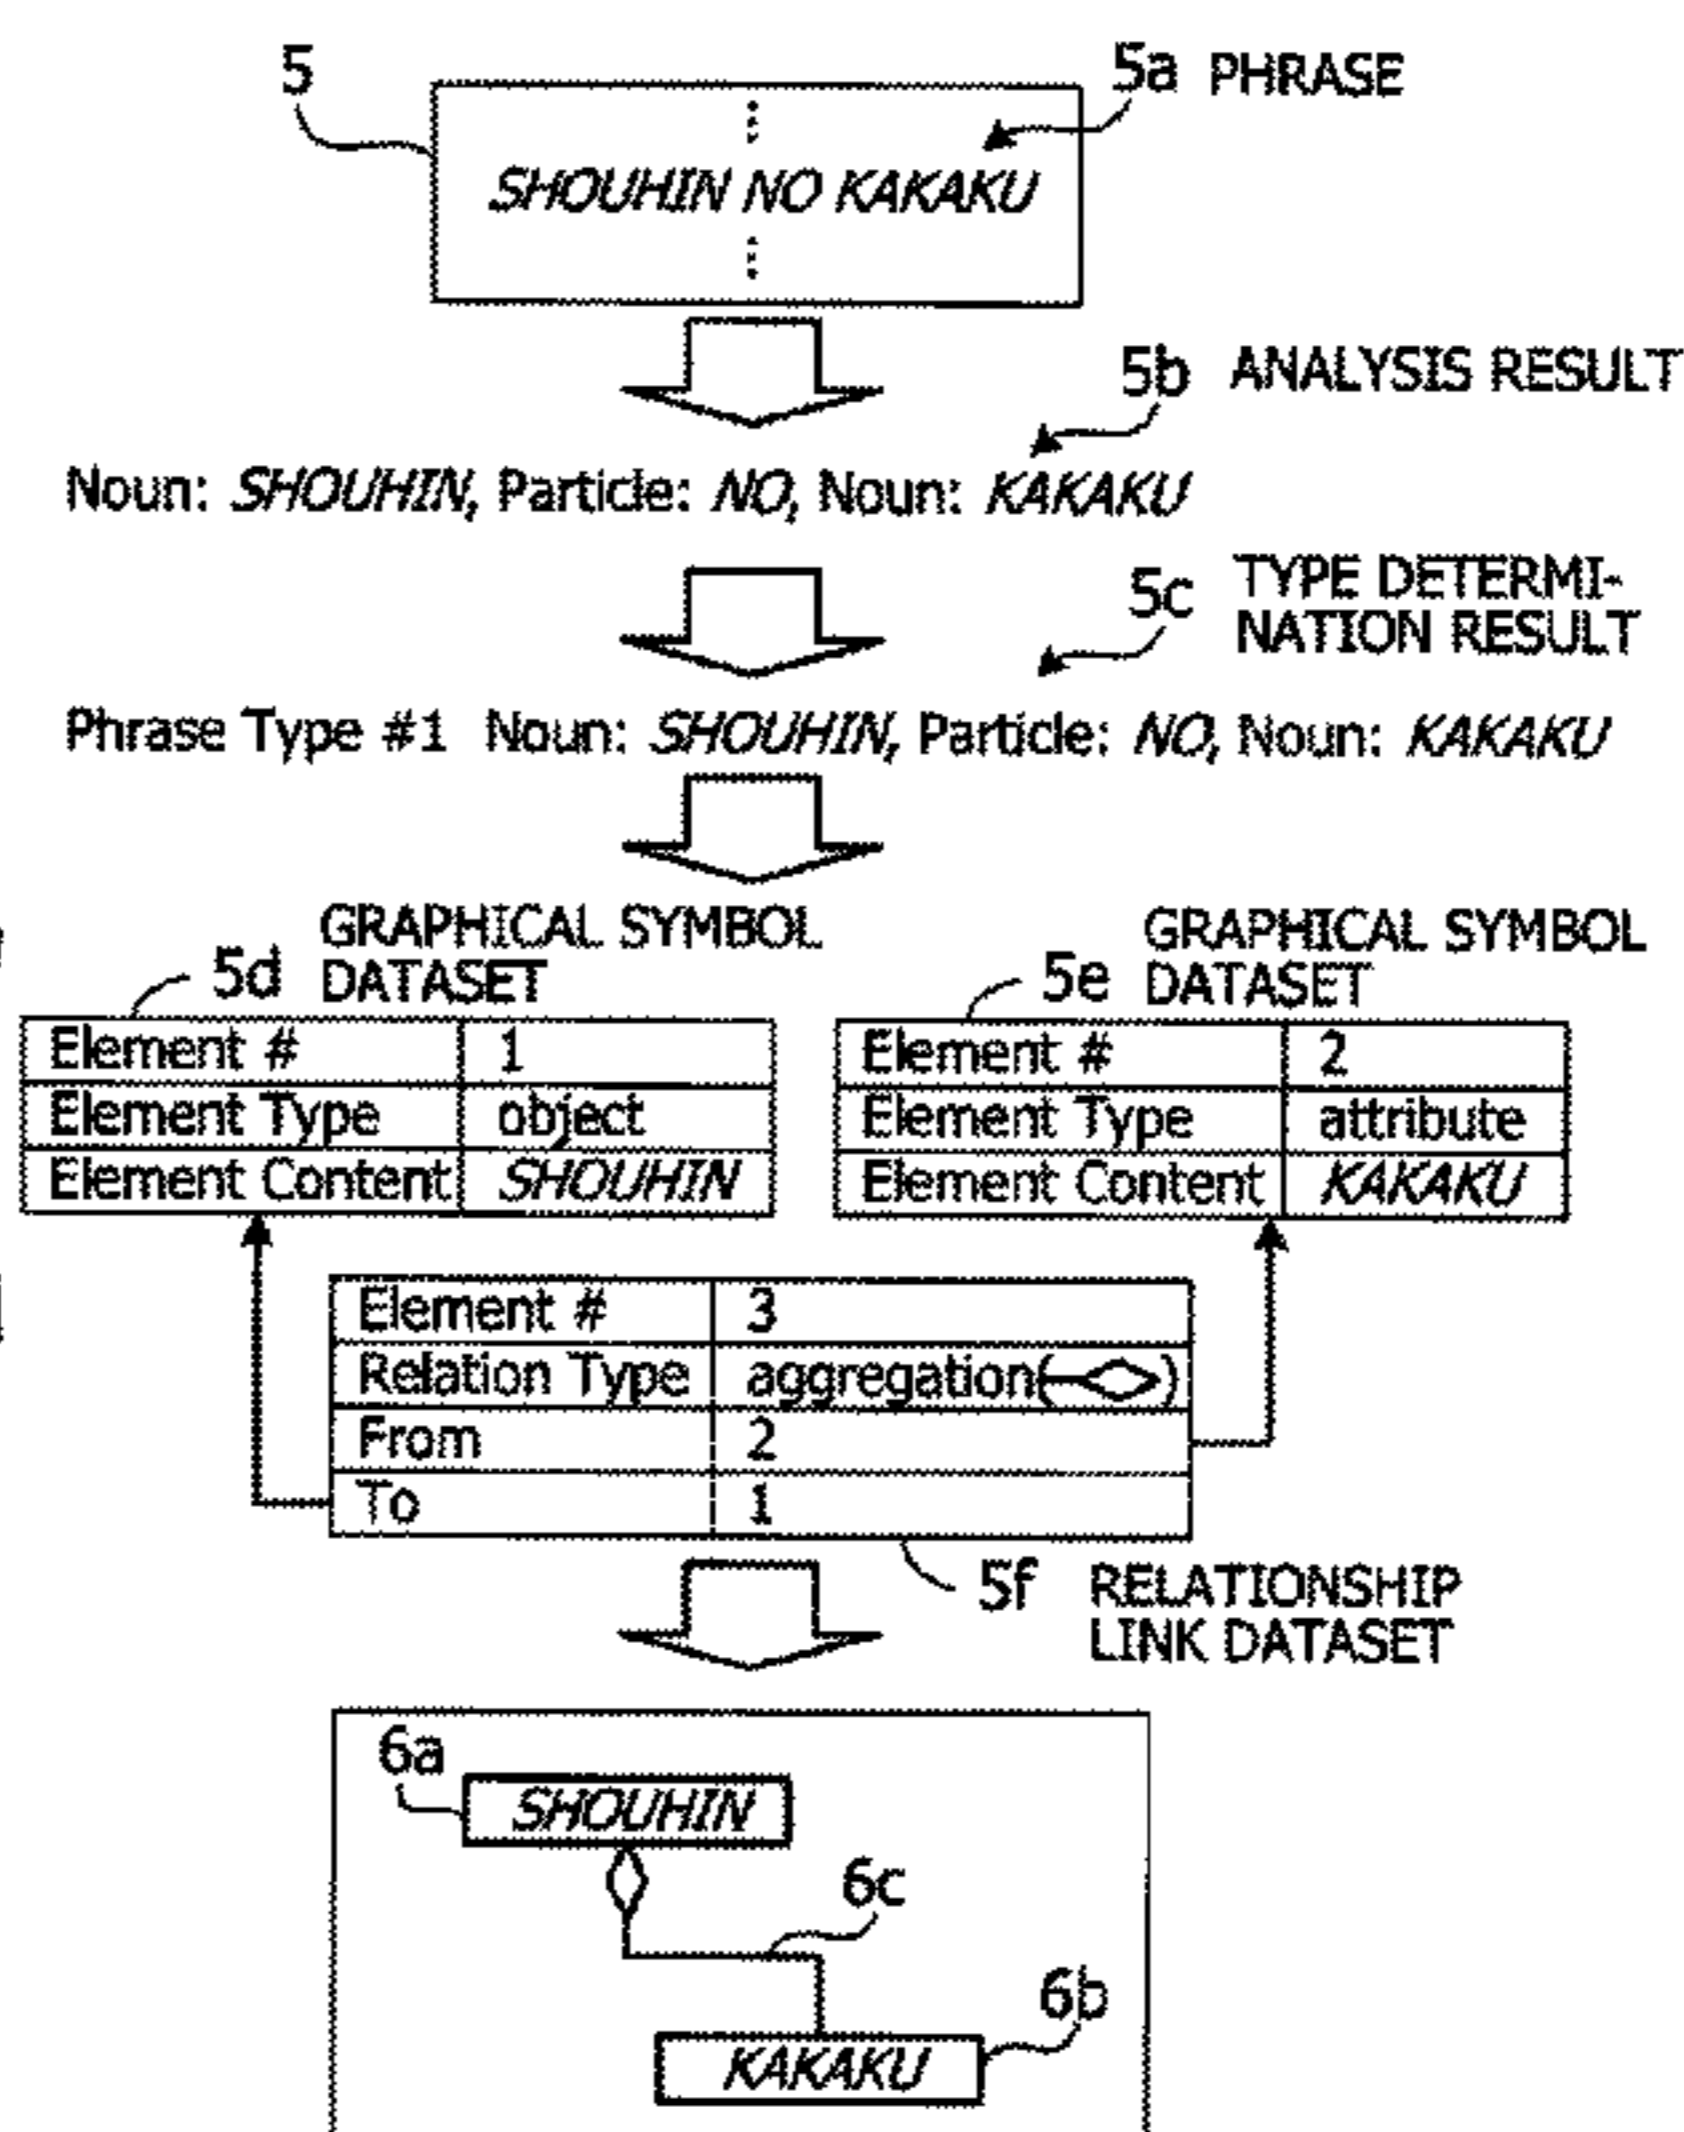 5
5a PHRASE
SHOUHIN NO KAKAKU
5b ANALYSIS RESULT
Noun: SHOUHIN, Particle: NO, Noun: KAKAKU
5c TYPE DETERMI-
NATION RESULT
Phrase Type #1 Noun: SHOUHIN, Particle: NO, Noun: KAKAKU
5d GRAPHICAL SYMBOL
DATASET
5e GRAPHICAL SYMBOL
DATASET
Element # 1
Element Type object
Element Content SHOUHIN
Element # 2
Element Type attribute
Element Content KAKAKU
Element # 3
Relation Type aggregation( )
From 2
To 1
5f RELATIONSHIP
LINK DATASET
6a
SHOUHIN
6c
6b
KAKAKU